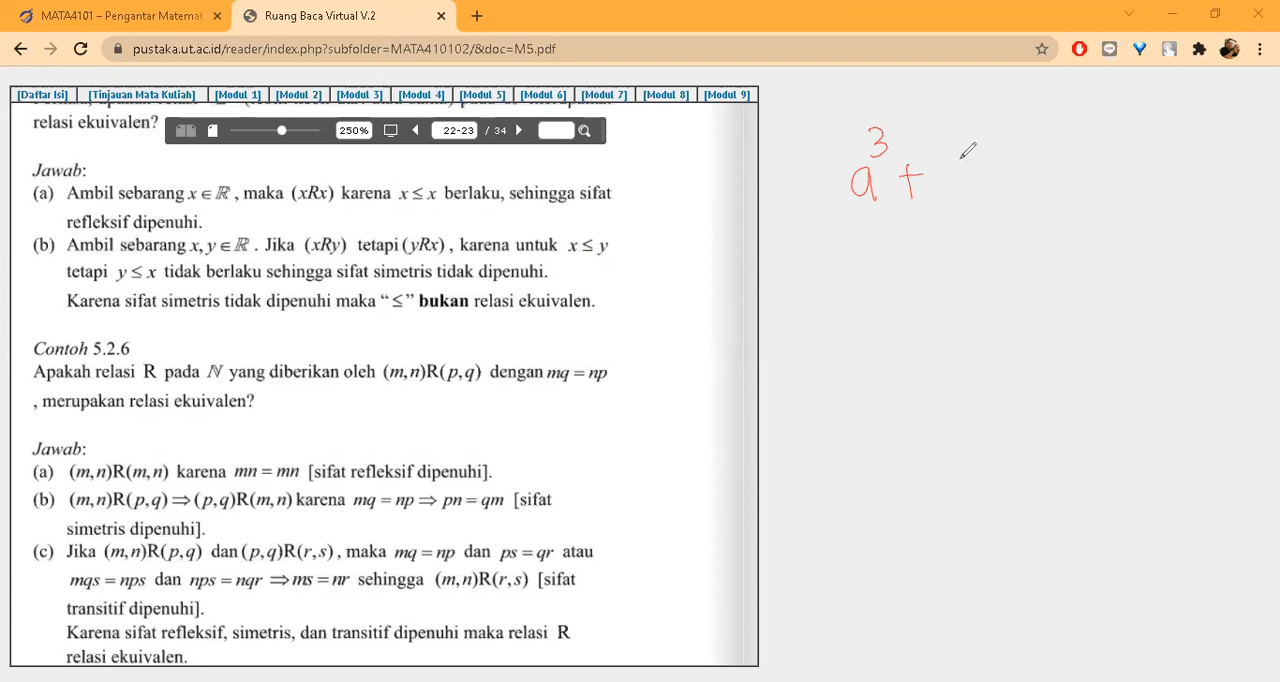 MATA4101 – Pengantar Matemat
Ruang Baca Virtual V.2
pustaka.ut.ac.id/reader/index.php?subfolder=MATA410102/&doc=M5.pdf
[Daftar Isi] [Tinjauan Mata Kuliah] [Modul 1] [Modul 2] [Modul 3] [Modul 4] [Modul 5] [Modul 6] [Modul 7] [Modul 8] [Modul 9]
relasi ekuivalen?
250% 22-23 / 34
Jawab:
(a) Ambil sebarang x ∈ ℝ, maka (xRx) karena x ≤ x berlaku, sehingga sifat
refleksif dipenuhi.
(b) Ambil sebarang x, y ∈ ℝ. Jika (xRy) tetapi (yRx), karena untuk x ≤ y
tetapi y ≤ x tidak berlaku sehingga sifat simetris tidak dipenuhi.
Karena sifat simetris tidak dipenuhi maka “≤” bukan relasi ekuivalen.
Contoh 5.2.6
Apakah relasi R pada ℕ yang diberikan oleh (m,n)R(p,q) dengan mq = np
, merupakan relasi ekuivalen?
Jawab:
(a) (m,n)R(m,n) karena mn = mn [sifat refleksif dipenuhi].
(b) (m,n)R(p,q) ⇒ (p,q)R(m,n) karena mq = np ⇒ pn = qm [sifat
simetris dipenuhi].
(c) Jika (m,n)R(p,q) dan (p,q)R(r,s), maka mq = np dan ps = qr atau
mqs = nps dan nps = nqr ⇒ ms = nr sehingga (m,n)R(r,s) [sifat
transitif dipenuhi].
Karena sifat refleksif, simetris, dan transitif dipenuhi maka relasi R
relasi ekuivalen.
a³ +